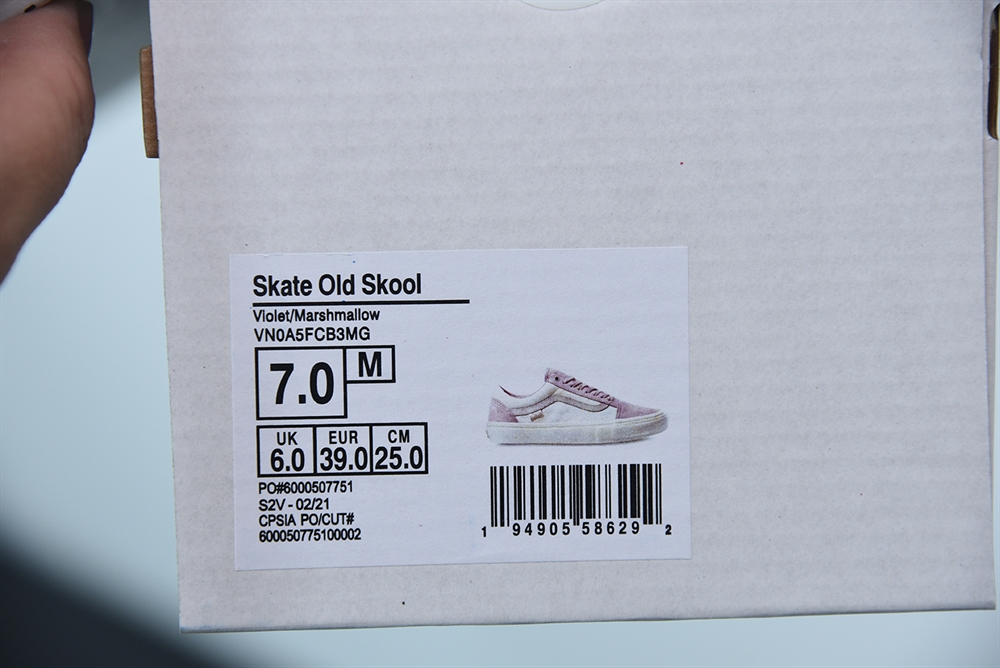 Skate Old Skool
Violet/Marshmallow
VN0A5FCB3MG
7.0 M
UK EUR CM
6.0 39.0 25.0
PO#6000507751
S2V - 02/21
CPSIA PO/CUT#
600050775100002
1 94905 58629 2